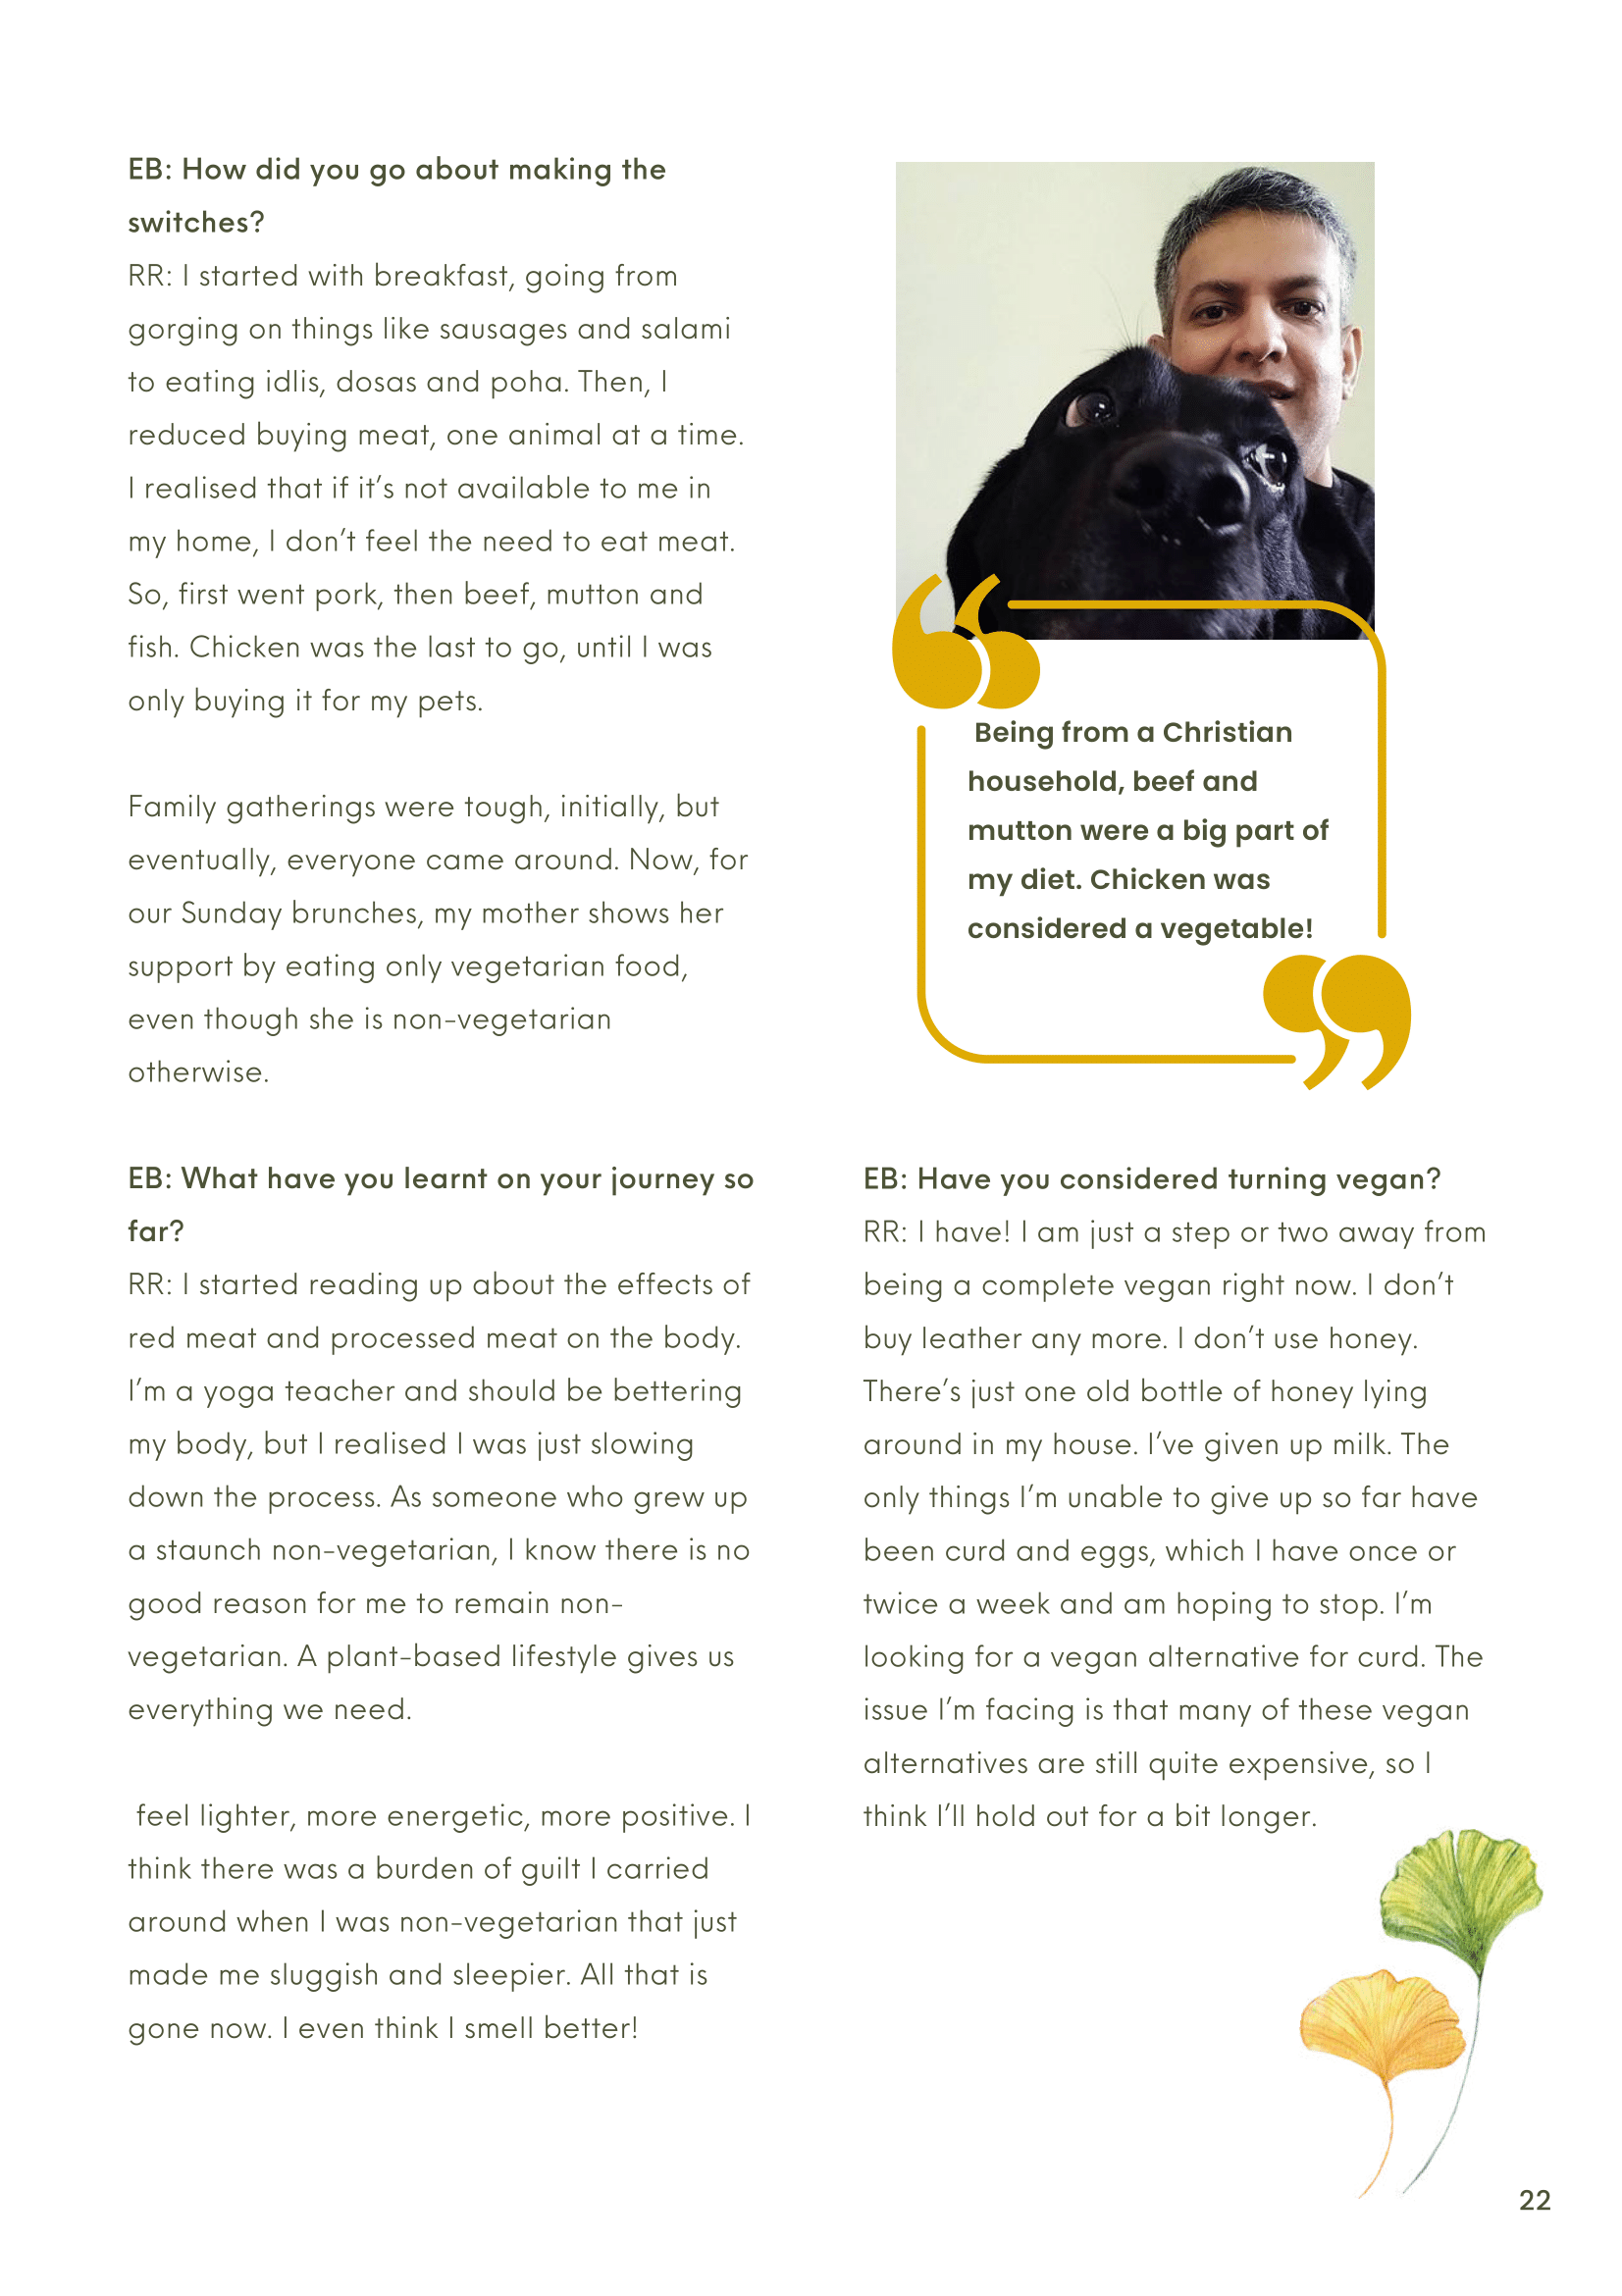 EB: How did you go about making the
switches?
RR: I started with breakfast, going from
gorging on things like sausages and salami
to eating idlis, dosas and poha. Then, I
reduced buying meat, one animal at a time.
I realised that if it’s not available to me in
my home, I don’t feel the need to eat meat.
So, first went pork, then beef, mutton and
fish. Chicken was the last to go, until I was
only buying it for my pets.
Family gatherings were tough, initially, but
eventually, everyone came around. Now, for
our Sunday brunches, my mother shows her
support by eating only vegetarian food,
even though she is non-vegetarian
otherwise.
EB: What have you learnt on your journey so
far?
RR: I started reading up about the effects of
red meat and processed meat on the body.
I’m a yoga teacher and should be bettering
my body, but I realised I was just slowing
down the process. As someone who grew up
a staunch non-vegetarian, I know there is no
good reason for me to remain non-
vegetarian. A plant-based lifestyle gives us
everything we need.
feel lighter, more energetic, more positive. I
think there was a burden of guilt I carried
around when I was non-vegetarian that just
made me sluggish and sleepier. All that is
gone now. I even think I smell better!
“
Being from a Christian
household, beef and
mutton were a big part of
my diet. Chicken was
considered a vegetable!
”
EB: Have you considered turning vegan?
RR: I have! I am just a step or two away from
being a complete vegan right now. I don’t
buy leather any more. I don’t use honey.
There’s just one old bottle of honey lying
around in my house. I’ve given up milk. The
only things I’m unable to give up so far have
been curd and eggs, which I have once or
twice a week and am hoping to stop. I’m
looking for a vegan alternative for curd. The
issue I’m facing is that many of these vegan
alternatives are still quite expensive, so I
think I’ll hold out for a bit longer.
22